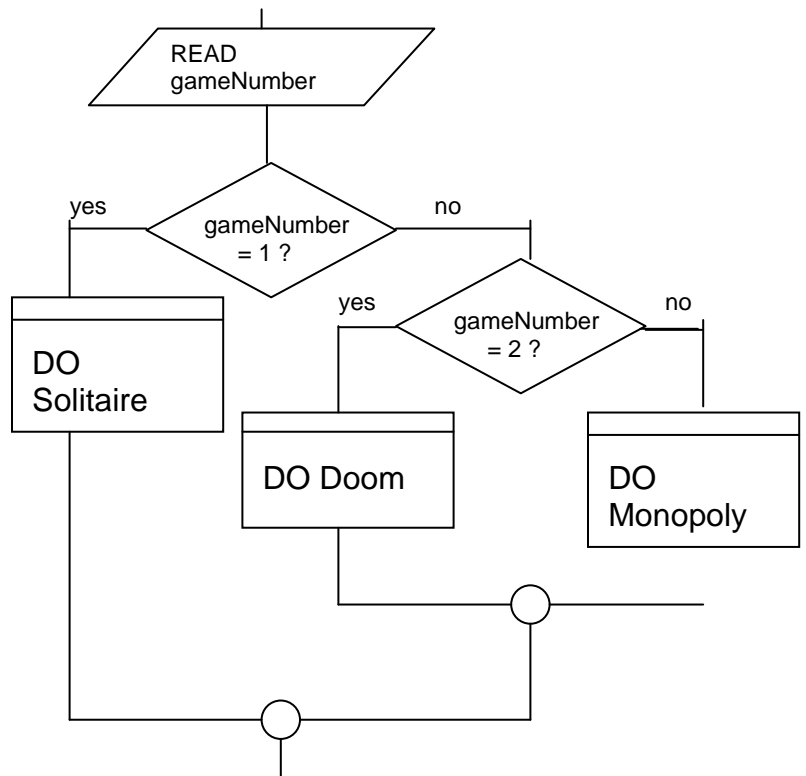 READ
gameNumber
yes
no
gameNumber
= 1 ?
yes
no
gameNumber
= 2 ?
DO
Solitaire
DO Doom
DO
Monopoly